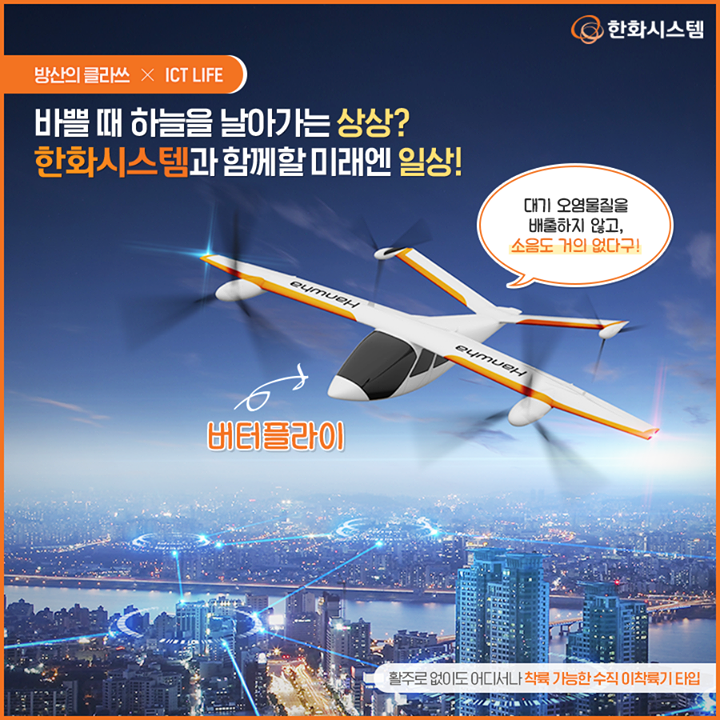 한화시스템
방산의 클라쓰 × ICT LIFE
바쁠 때 하늘을 날아가는 상상?
한화시스템과 함께할 미래엔 일상!
대기 오염물질을
배출하지 않고,
소음도 거의 없다구!
Hanwha
Hanwha
버터플라이
활주로 없이도 어디서나 착륙 가능한 수직 이착륙기 타입